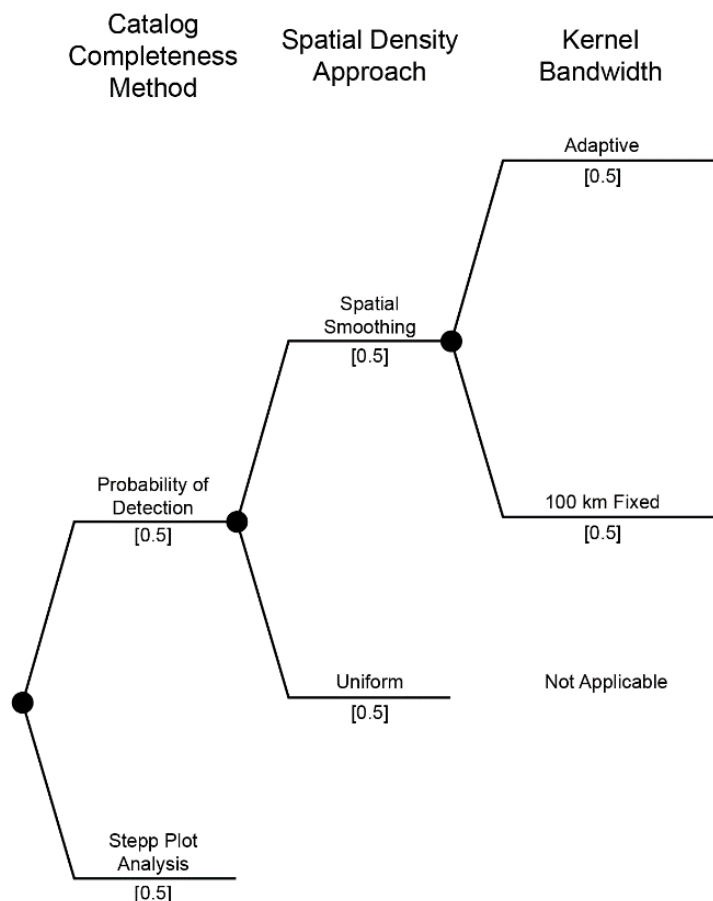 Catalog
Completeness
Method
Spatial Density
Approach
Kernel
Bandwidth
Adaptive
[0.5]
Spatial
Smoothing
[0.5]
Probability of
Detection
[0.5]
100 km Fixed
[0.5]
Uniform
[0.5]
Not Applicable
Stepp Plot
Analysis
[0.5]